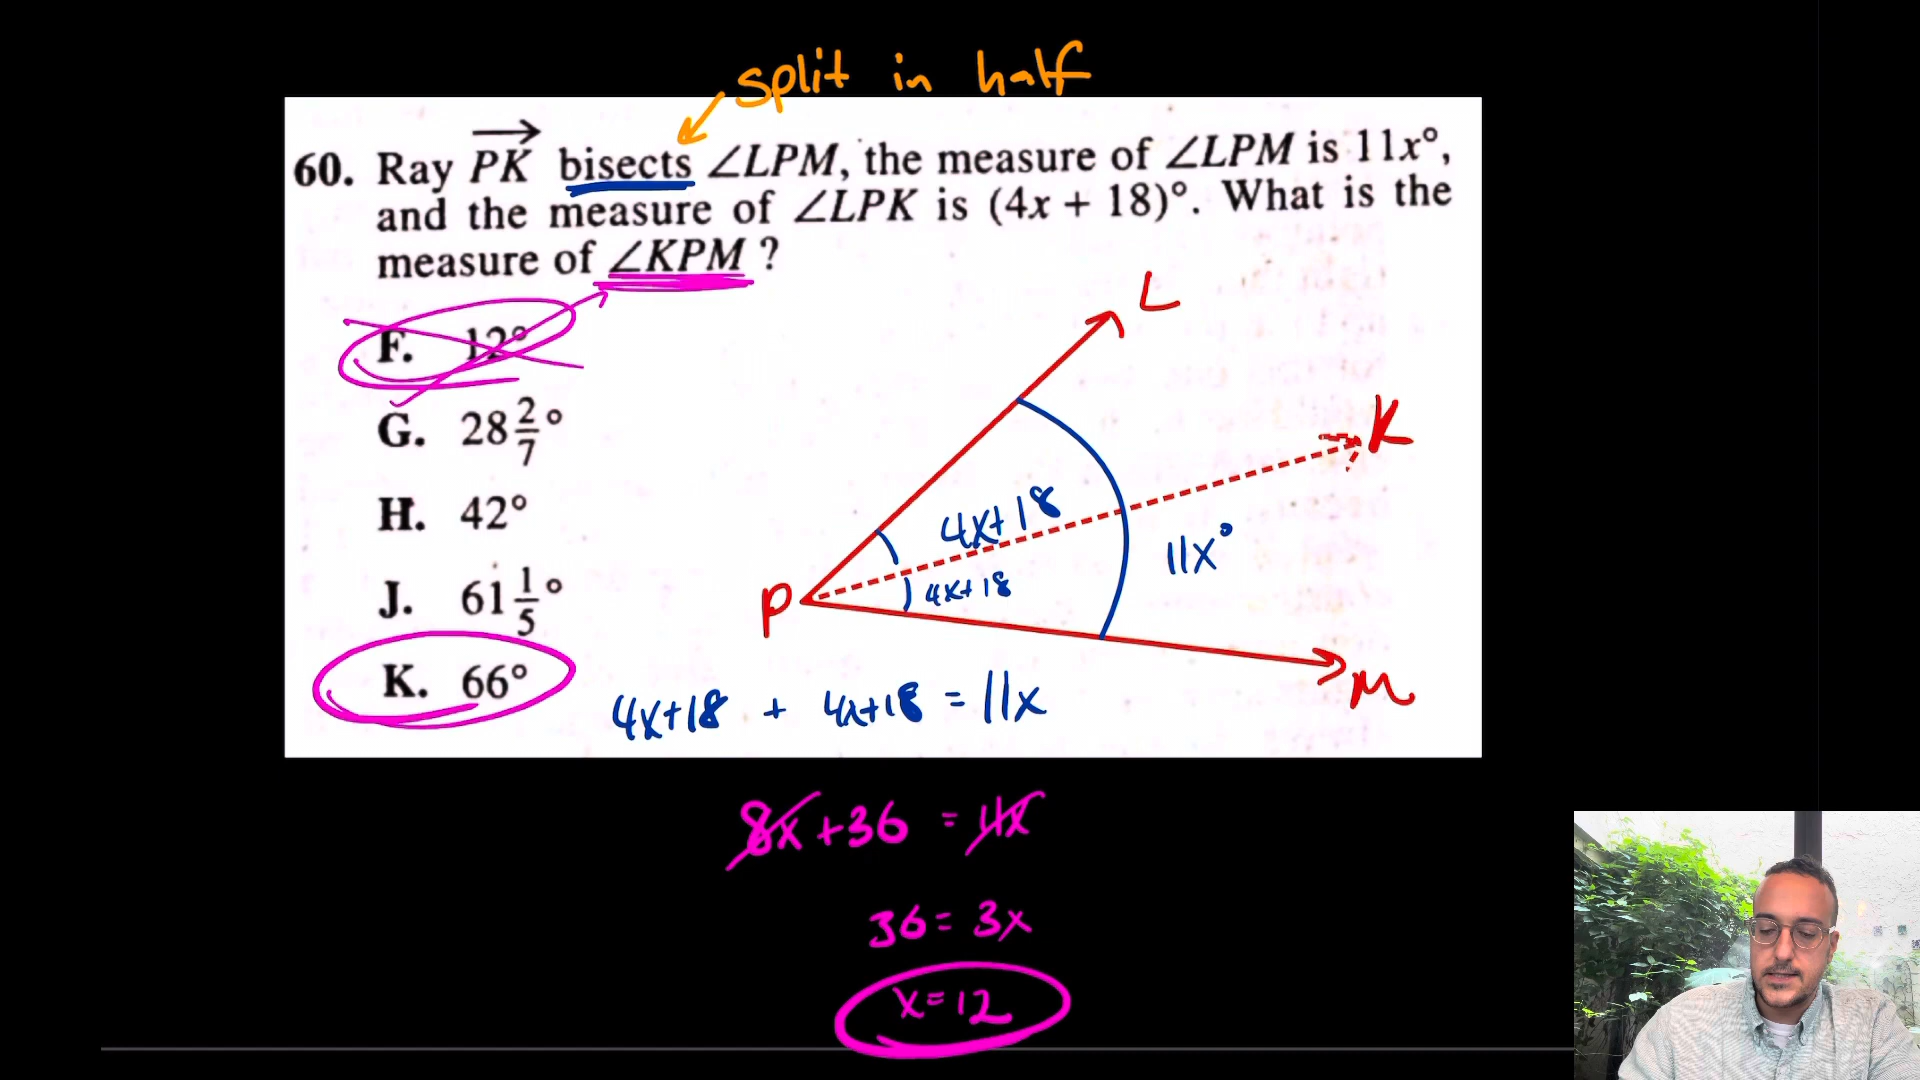 split in half
60. Ray PK bisects ∠LPM, the measure of ∠LPM is 11x°,
and the measure of ∠LPK is (4x + 18)°. What is the
measure of ∠KPM ?
F. 12°
G. 28 2/7°
H. 42°
J. 61 1/5°
K. 66°
L
K
4x+18
11x°
P
4x+18
M
4x+18 + 4x+18 = 11x
8x+36 = 11x
36 = 3x
x=12